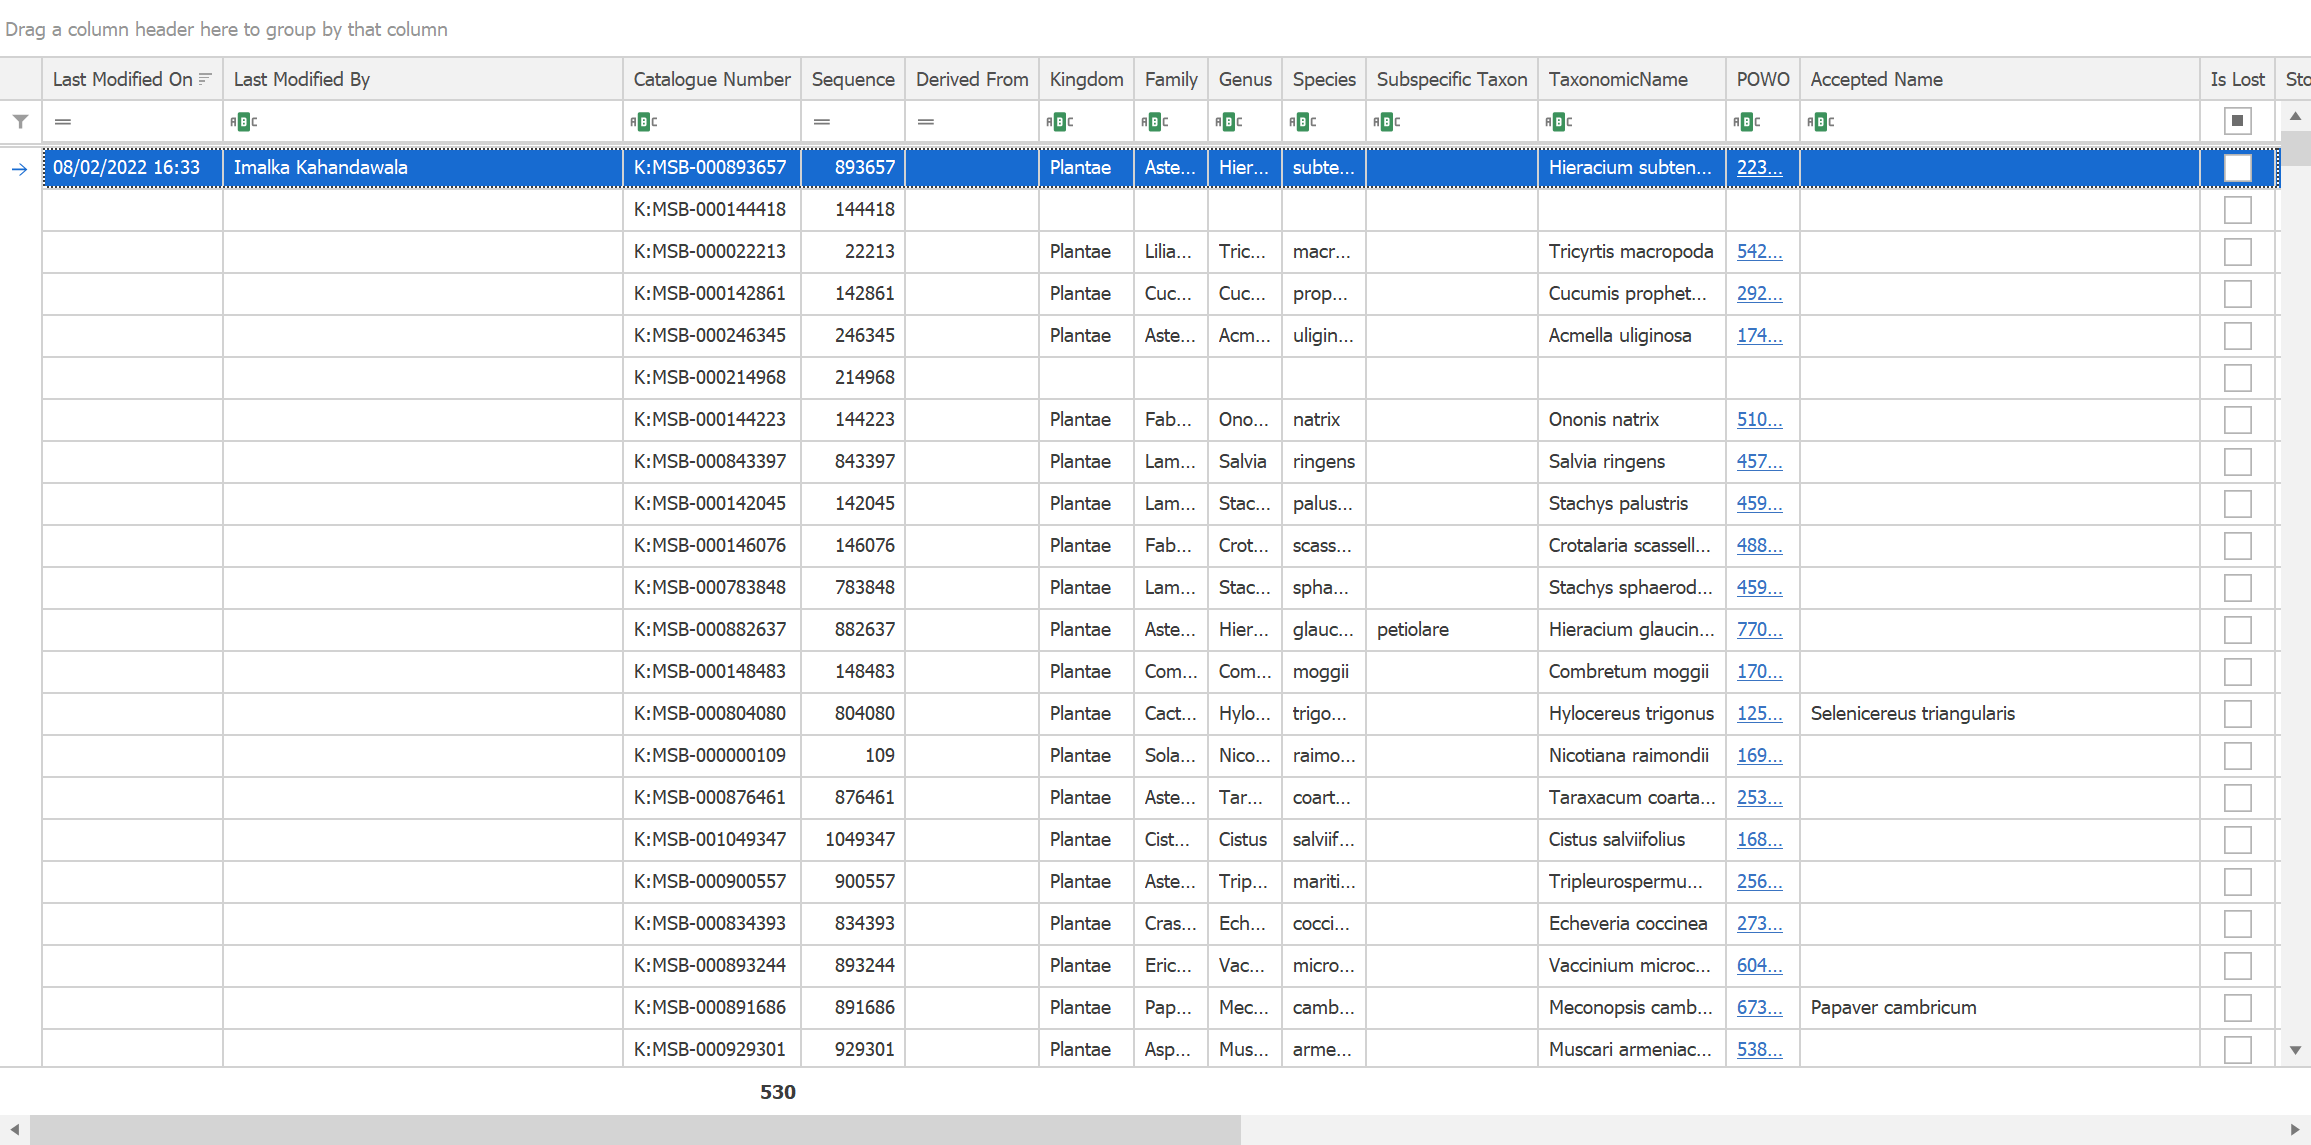 Drag a column header here to group by that column
Last Modified On Last Modified By Catalogue Number Sequence Derived From Kingdom Family Genus Species Subspecific Taxon TaxonomicName POWO Accepted Name Is Lost Sto
= ABC ABC = = ABC ABC ABC ABC ABC ABC ABC ABC
08/02/2022 16:33 Imalka Kahandawala K:MSB-000893657 893657 Plantae Aste... Hier... subte... Hieracium subten... 223...
K:MSB-000144418 144418
K:MSB-000022213 22213 Plantae Lilia... Tric... macr... Tricyrtis macropoda 542...
K:MSB-000142861 142861 Plantae Cuc... Cuc... prop... Cucumis prophet... 292...
K:MSB-000246345 246345 Plantae Aste... Acm... uligin... Acmella uliginosa 174...
K:MSB-000214968 214968
K:MSB-000144223 144223 Plantae Fab... Ono... natrix Ononis natrix 510...
K:MSB-000843397 843397 Plantae Lam... Salvia ringens Salvia ringens 457...
K:MSB-000142045 142045 Plantae Lam... Stac... palus... Stachys palustris 459...
K:MSB-000146076 146076 Plantae Fab... Crot... scass... Crotalaria scassell... 488...
K:MSB-000783848 783848 Plantae Lam... Stac... spha... Stachys sphaerod... 459...
K:MSB-000882637 882637 Plantae Aste... Hier... glauc... petiolare Hieracium glaucin... 770...
K:MSB-000148483 148483 Plantae Com... Com... moggii Combretum moggii 170...
K:MSB-000804080 804080 Plantae Cact... Hylo... trigo... Hylocereus trigonus 125... Selenicereus triangularis
K:MSB-000000109 109 Plantae Sola... Nico... raimo... Nicotiana raimondii 169...
K:MSB-000876461 876461 Plantae Aste... Tar... coart... Taraxacum coarta... 253...
K:MSB-001049347 1049347 Plantae Cist... Cistus salviif... Cistus salviifolius 168...
K:MSB-000900557 900557 Plantae Aste... Trip... mariti... Tripleurospermu... 256...
K:MSB-000834393 834393 Plantae Cras... Ech... cocci... Echeveria coccinea 273...
K:MSB-000893244 893244 Plantae Eric... Vac... micro... Vaccinium microc... 604...
K:MSB-000891686 891686 Plantae Pap... Mec... camb... Meconopsis camb... 673... Papaver cambricum
K:MSB-000929301 929301 Plantae Asp... Mus... arme... Muscari armeniac... 538...
530